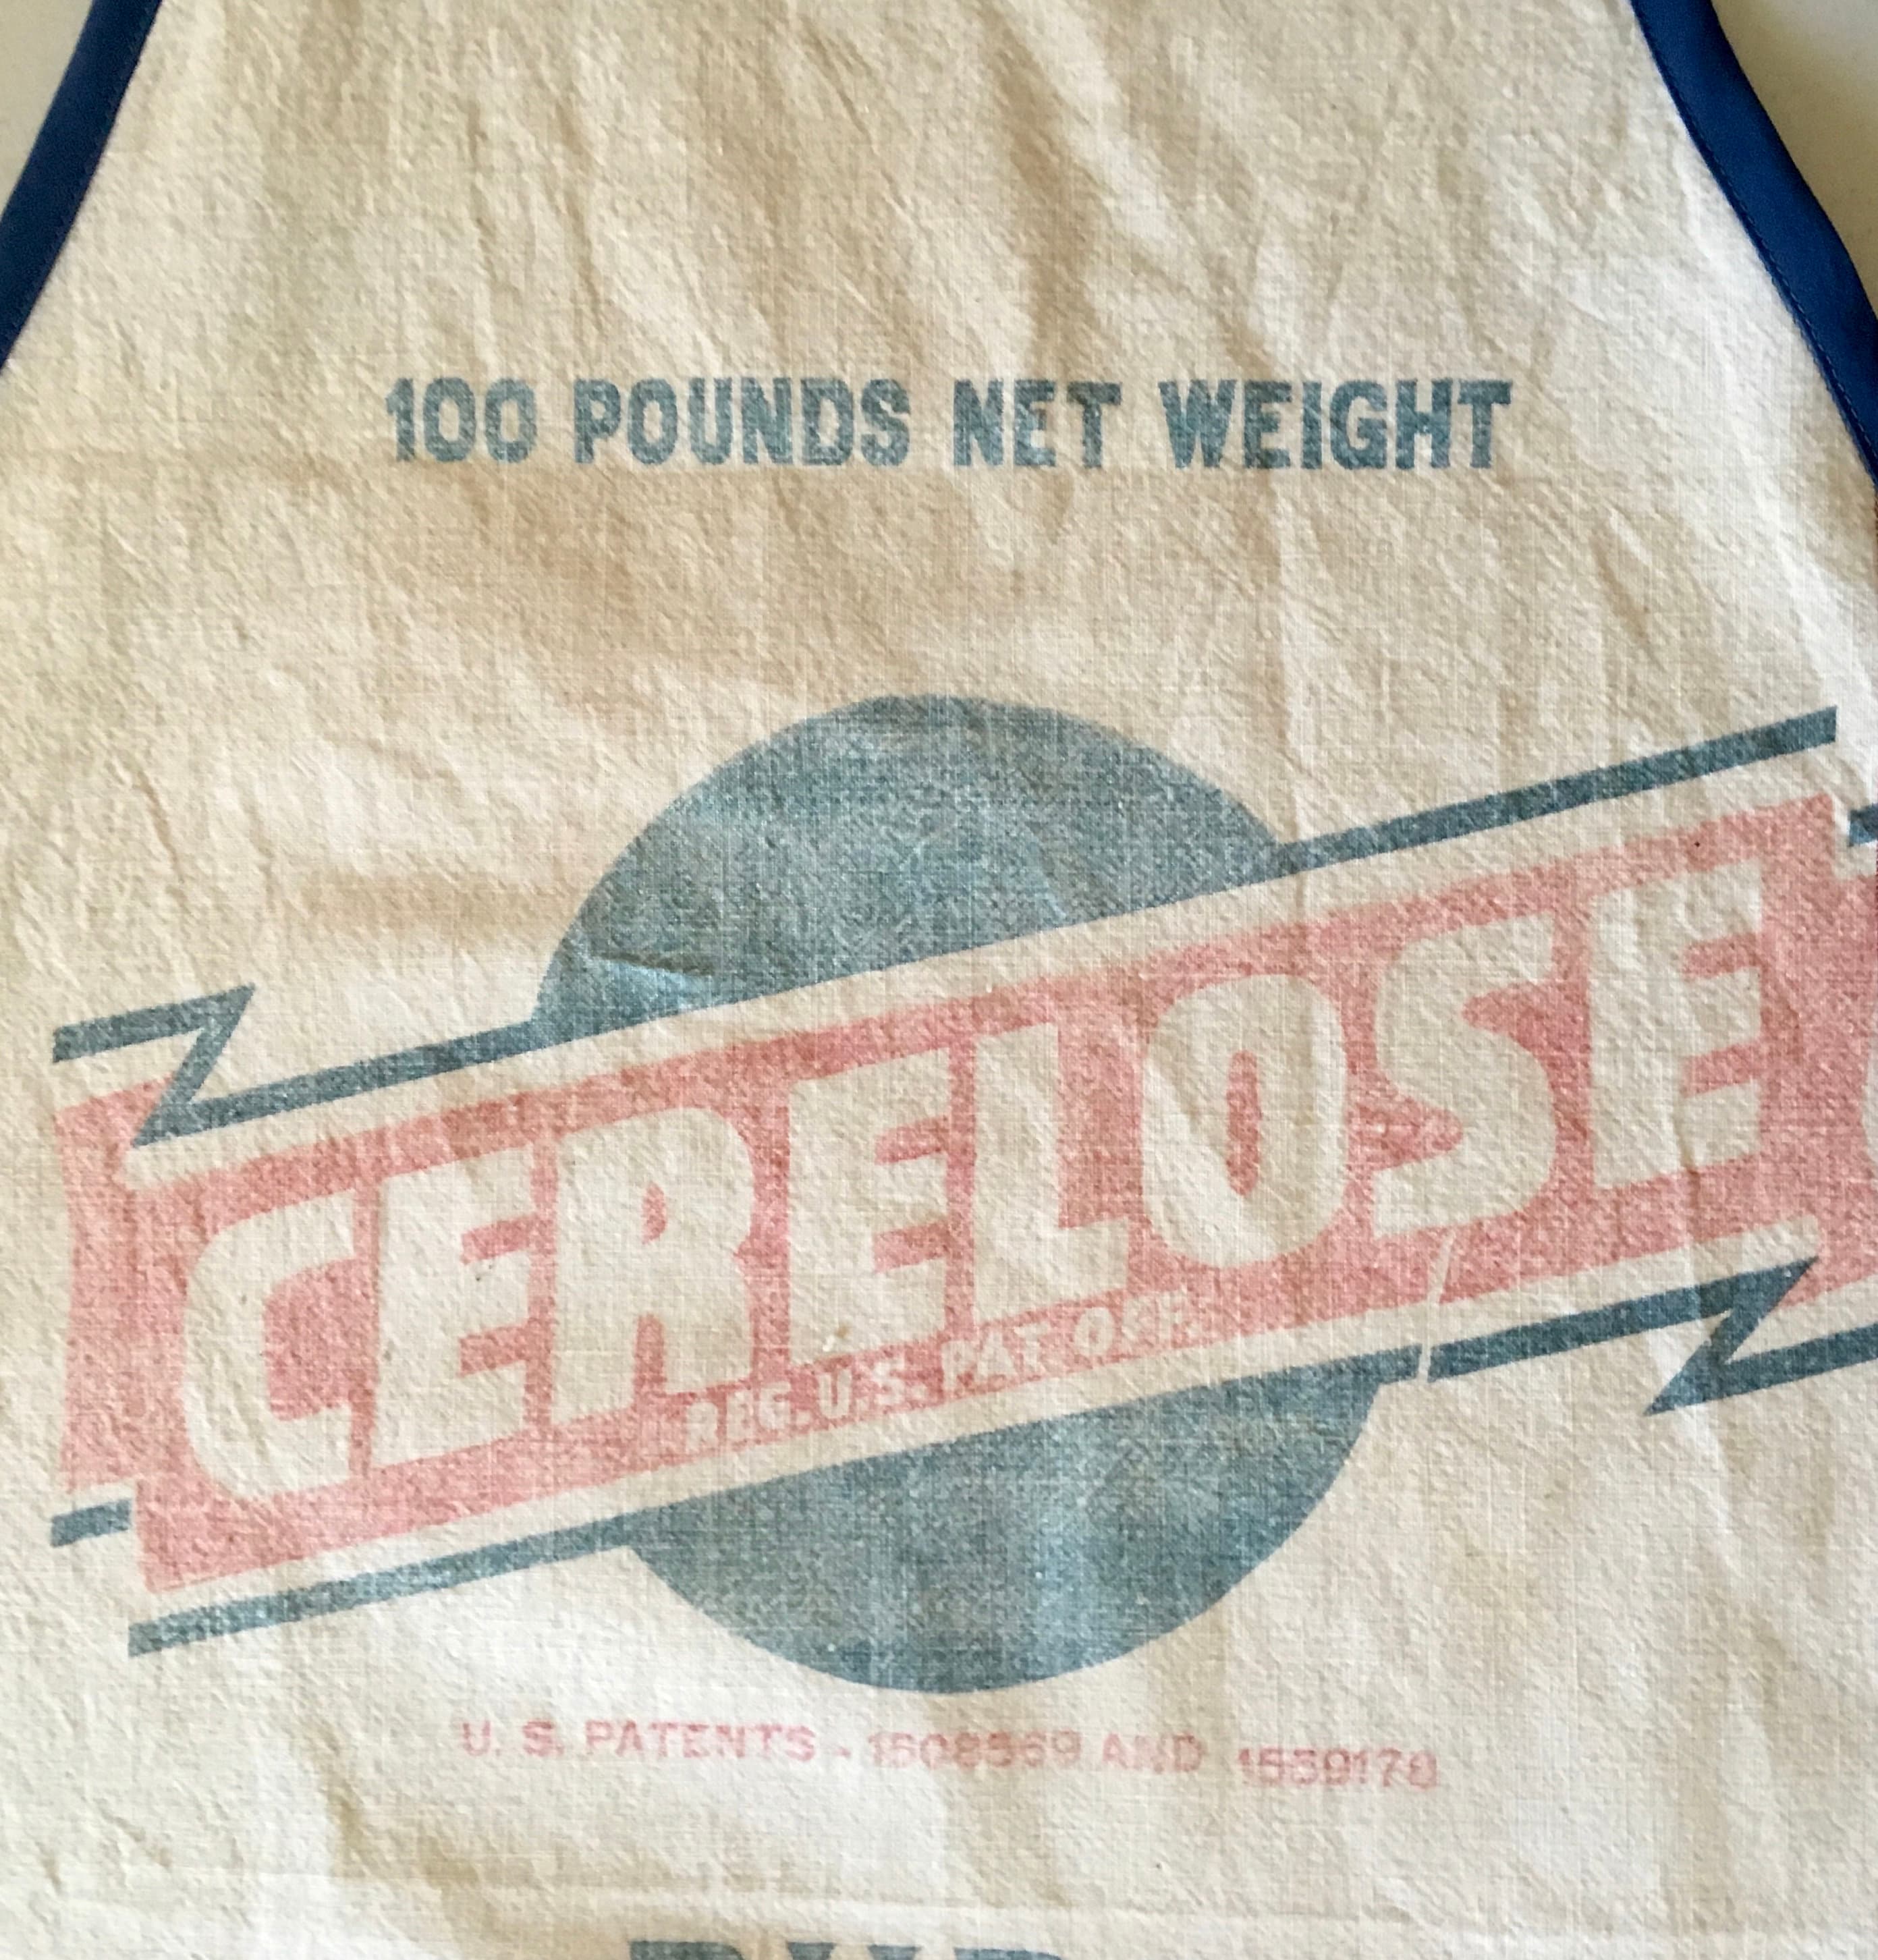 100 POUNDS NET WEIGHT
CERELOSE
REG. U.S. PAT. OFF.
U. S. PATENTS - 1508569 AND 1559176